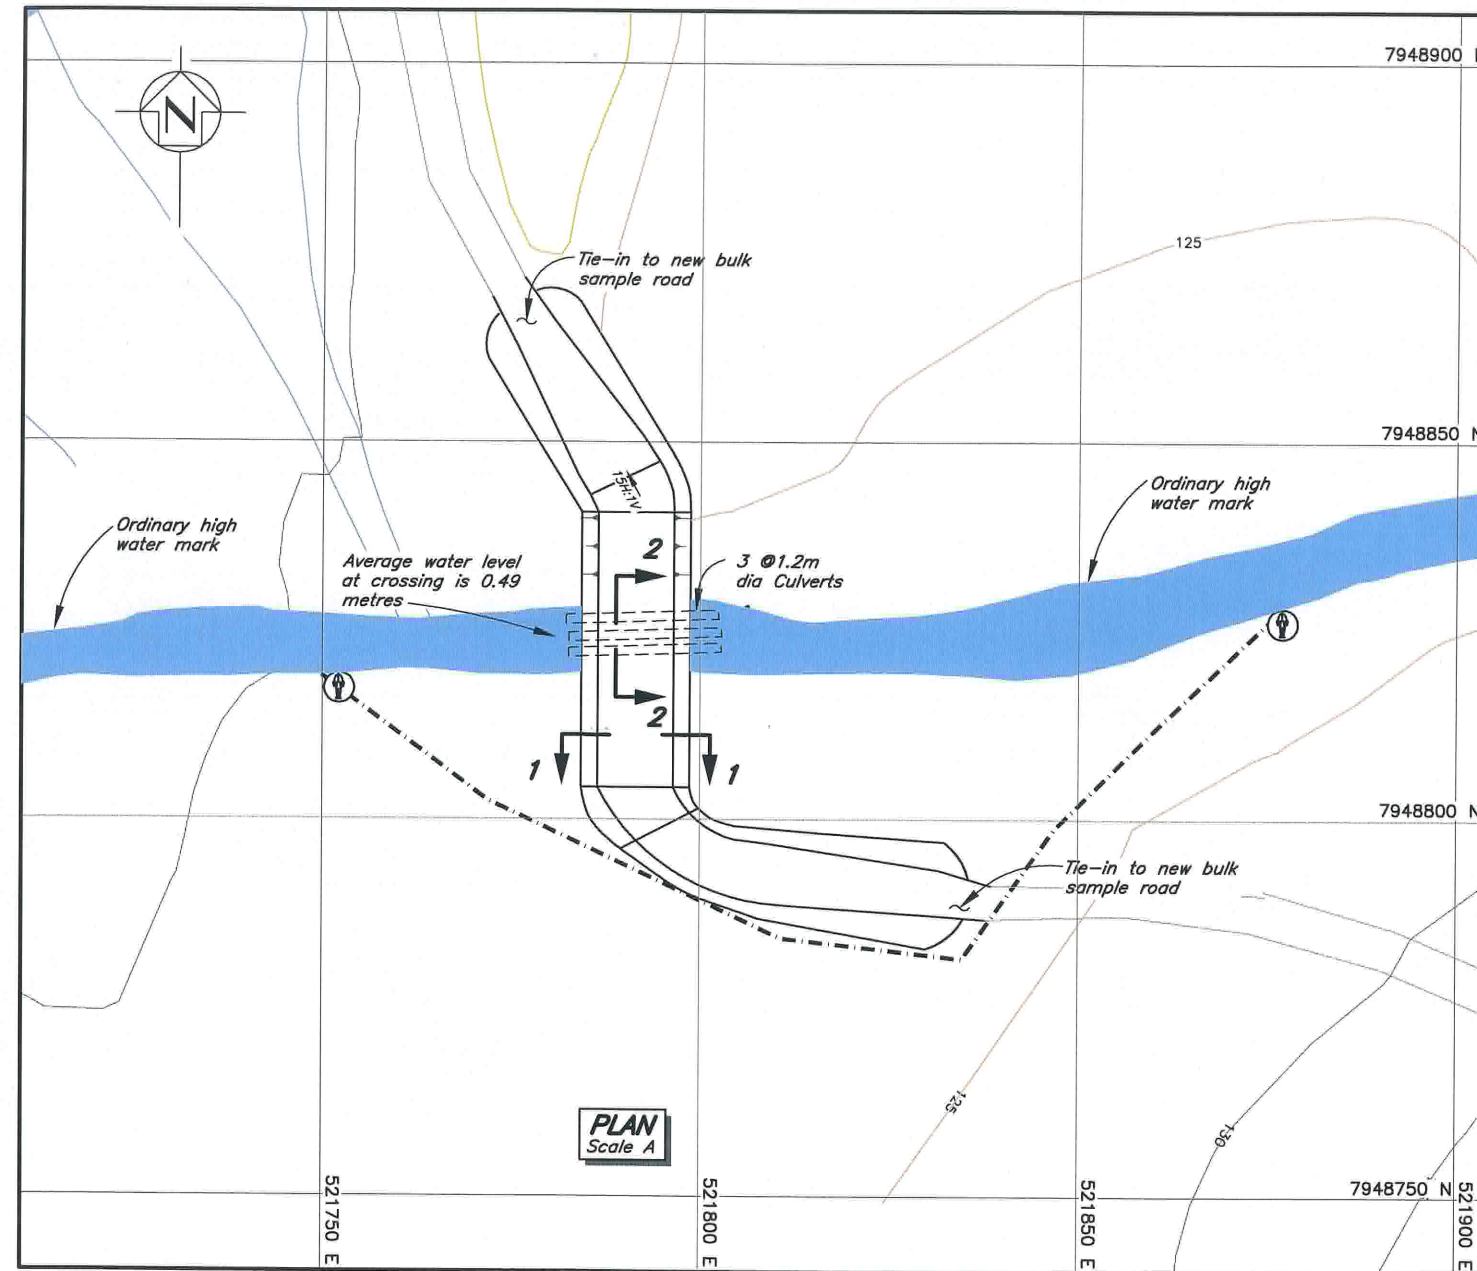 7948900 N
N
125
Tie-in to new bulk
sample road
7948850 N
15H:1V
Ordinary high
water mark
Ordinary high
water mark
Average water level
at crossing is 0.49
metres
2
3 @1.2m
dia Culverts
2
1
1
7948800 N
Tie-in to new bulk
sample road
125
130
PLAN
Scale A
7948750 N
521750 E
521800 E
521850 E
521900 E